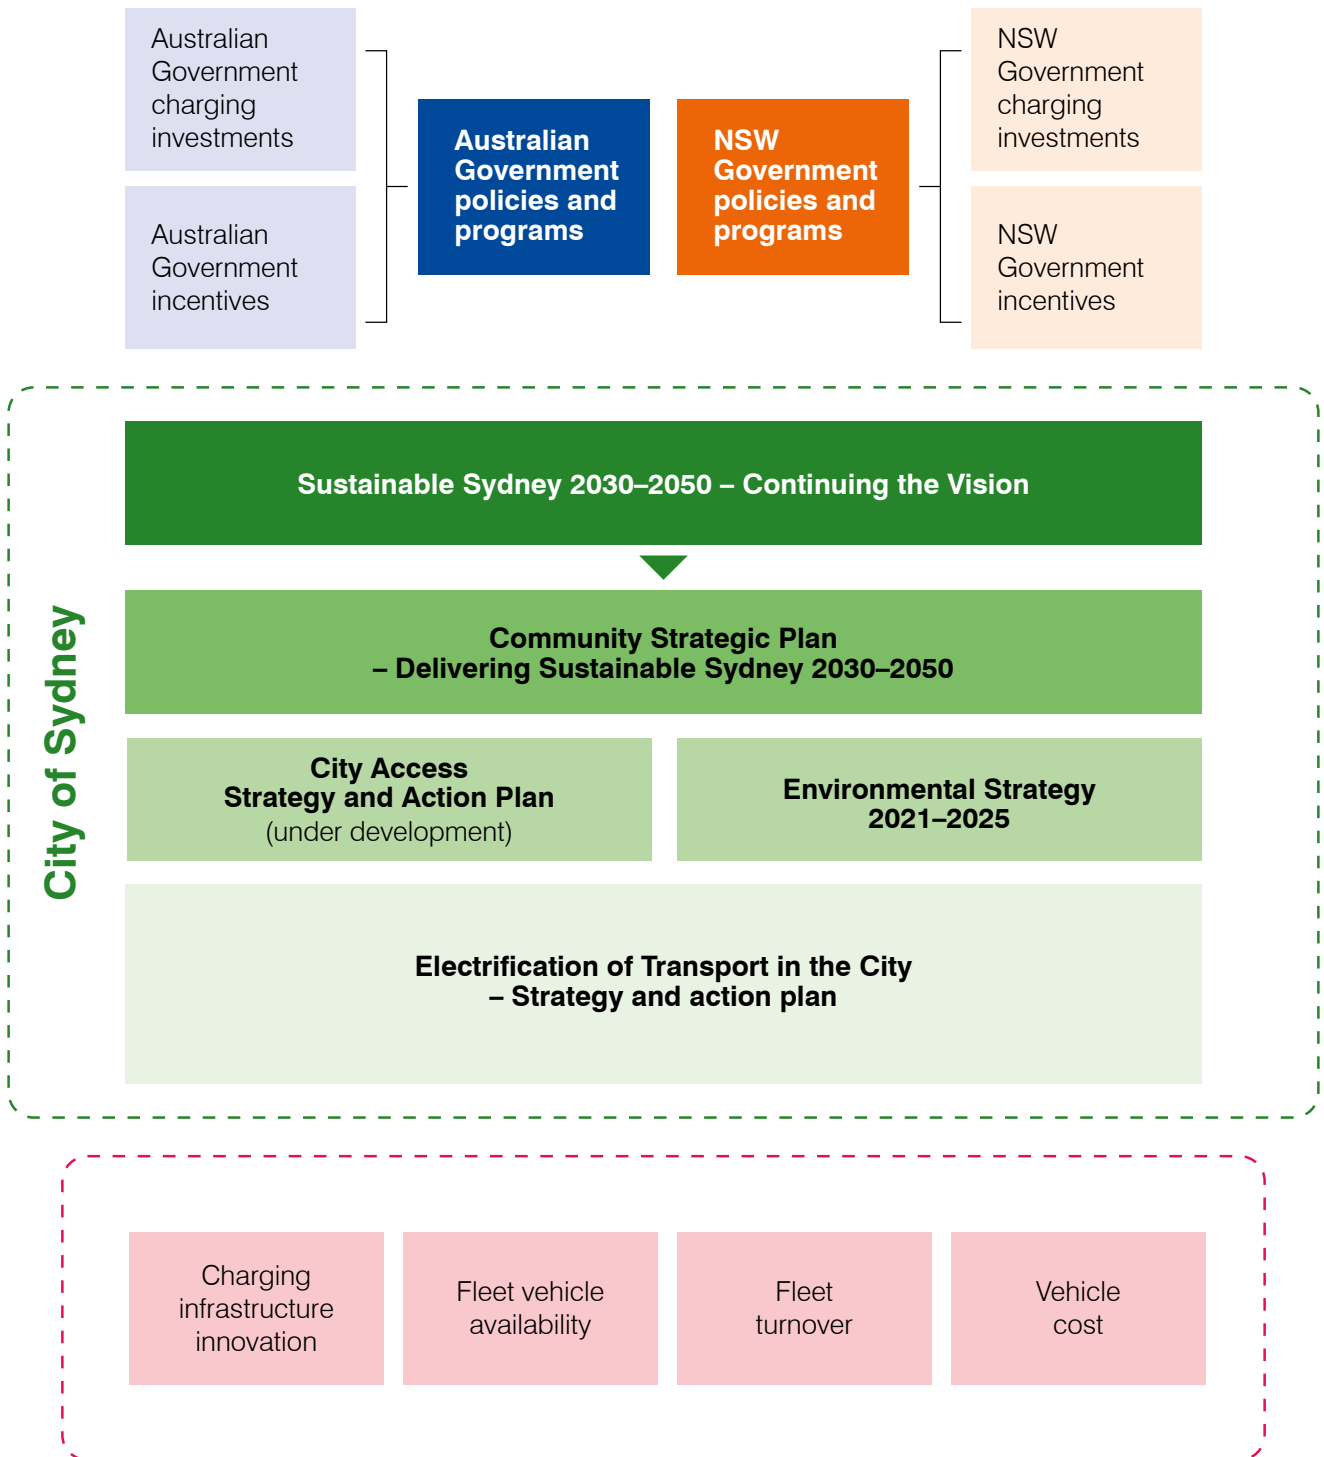 Australian
Government
charging
investments
Australian
Government
incentives
Australian
Government
policies and
programs
NSW
Government
policies and
programs
NSW
Government
charging
investments
NSW
Government
incentives
City of Sydney
Sustainable Sydney 2030–2050 – Continuing the Vision
Community Strategic Plan
– Delivering Sustainable Sydney 2030–2050
City Access
Strategy and Action Plan
(under development)
Environmental Strategy
2021–2025
Electrification of Transport in the City
– Strategy and action plan
Charging
infrastructure
innovation
Fleet vehicle
availability
Fleet
turnover
Vehicle
cost